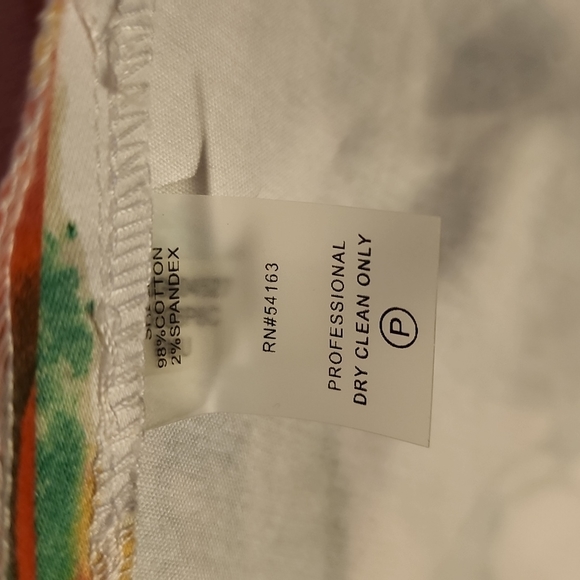 98%COTTON
2%SPANDEX
RN#54163
PROFESSIONAL
DRY CLEAN ONLY
P